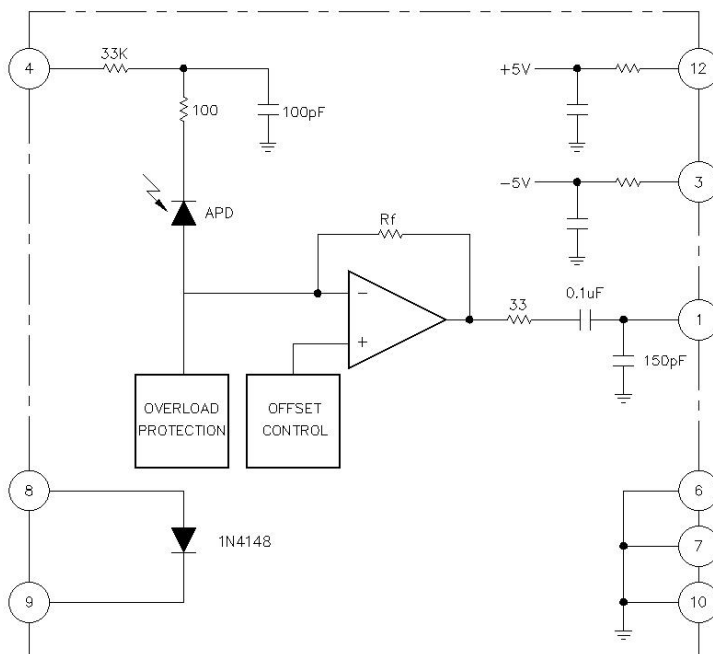 4
33K
+5V
12
100
100pF
-5V
3
APD
Rf
-
+
33
0.1uF
1
150pF
OVERLOAD
PROTECTION
OFFSET
CONTROL
8
6
1N4148
7
9
10